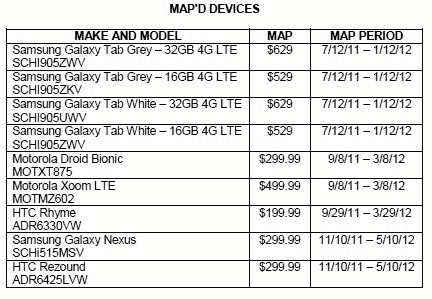 MAP'D DEVICES
MAKE AND MODEL MAP MAP PERIOD
Samsung Galaxy Tab Grey – 32GB 4G LTE $629 7/12/11 – 1/12/12
SCHI905ZWV
Samsung Galaxy Tab Grey – 16GB 4G LTE $529 7/12/11 – 1/12/12
SCHI905ZKV
Samsung Galaxy Tab White – 32GB 4G LTE $629 7/12/11 – 1/12/12
SCHI905UWV
Samsung Galaxy Tab White – 16GB 4G LTE $529 7/12/11 – 1/12/12
SCHI905ZWV
Motorola Droid Bionic $299.99 9/8/11 – 3/8/12
MOTXT875
Motorola Xoom LTE $499.99 9/8/11 – 3/8/12
MOTMZ602
HTC Rhyme $199.99 9/29/11 – 3/29/12
ADR6330VW
Samsung Galaxy Nexus $299.99 11/10/11 – 5/10/12
SCHi515MSV
HTC Rezound $299.99 11/10/11 – 5/10/12
ADR6425LVW